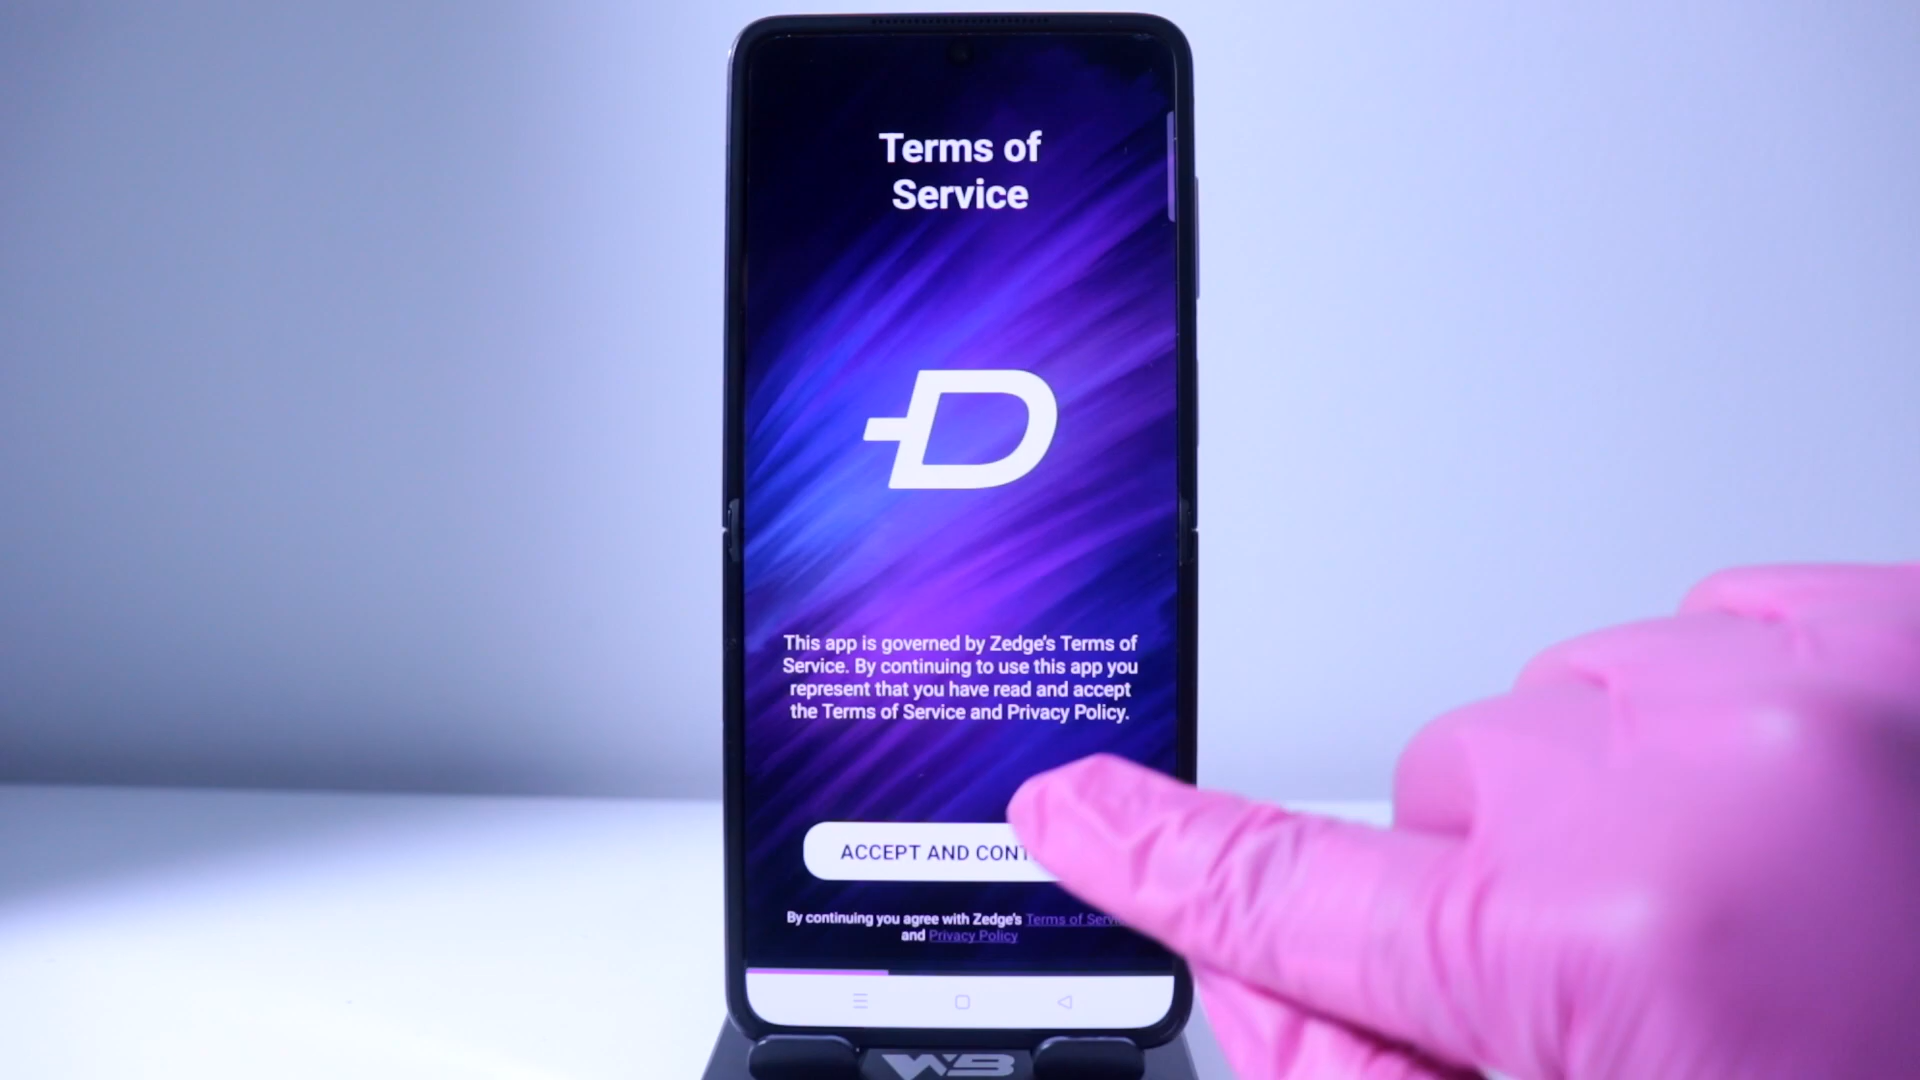 Terms of
Service
This app is governed by Zedge's Terms of
Service. By continuing to use this app you
represent that you have read and accept
the Terms of Service and Privacy Policy.
ACCEPT AND
By continuing you agree with Zedge's Terms of
and Privacy Policy